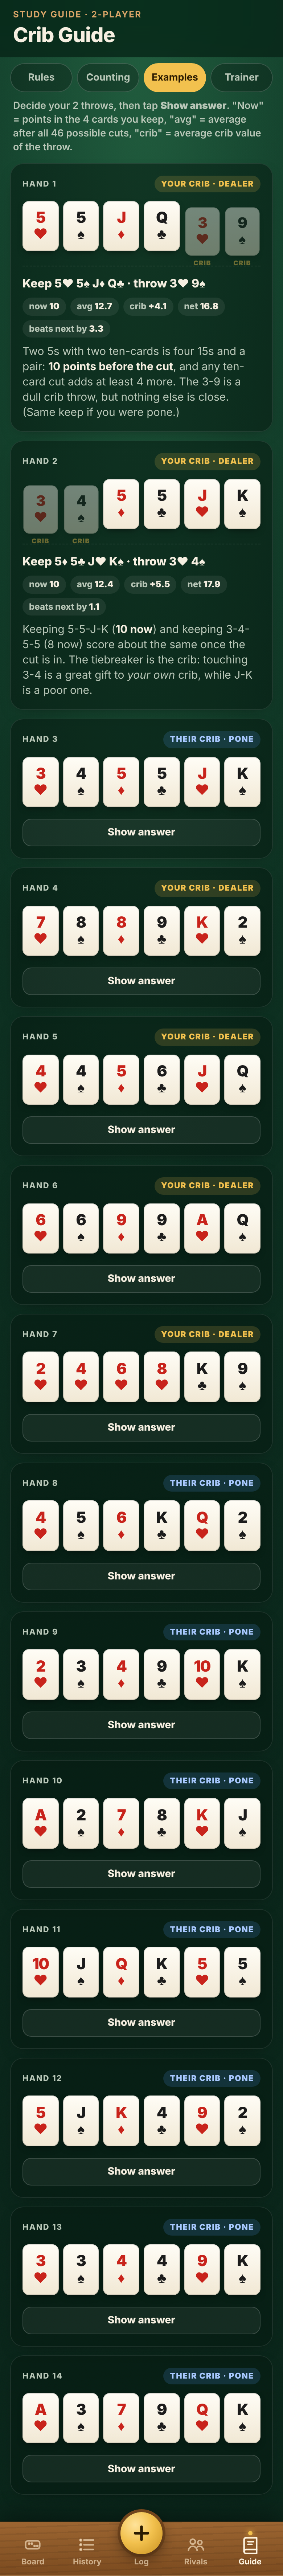 STUDY GUIDE · 2-PLAYER
Crib Guide
Rules
Counting
Examples
Trainer
Decide your 2 throws, then tap Show answer. "Now"
= points in the 4 cards you keep, "avg" = average
after all 46 possible cuts, "crib" = average crib value
of the throw.
HAND 1
YOUR CRIB · DEALER
5♥ 5♠ J♦ Q♣ 3♥ 9♠
CRIB CRIB
Keep 5♥ 5♠ J♦ Q♣ · throw 3♥ 9♠
now 10 avg 12.7 crib +4.1 net 16.8
beats next by 3.3
Two 5s with two ten-cards is four 15s and a
pair: 10 points before the cut, and any ten-
card cut adds at least 4 more. The 3-9 is a
dull crib throw, but nothing else is close.
(Same keep if you were pone.)
HAND 2
YOUR CRIB · DEALER
3♥ 4♠ 5♦ 5♣ J♥ K♠
CRIB CRIB
Keep 5♦ 5♣ J♥ K♠ · throw 3♥ 4♠
now 10 avg 12.4 crib +5.5 net 17.9
beats next by 1.1
Keeping 5-5-J-K (10 now) and keeping 3-4-
5-5 (8 now) score about the same once the
cut is in. The tiebreaker is the crib: touching
3-4 is a great gift to your own crib, while J-K
is a poor one.
HAND 3
THEIR CRIB · PONE
3♥ 4♠ 5♦ 5♣ J♥ K♠
Show answer
HAND 4
YOUR CRIB · DEALER
7♥ 8♠ 8♦ 9♣ K♥ 2♠
Show answer
HAND 5
YOUR CRIB · DEALER
4♥ 4♠ 5♦ 6♣ J♥ Q♠
Show answer
HAND 6
YOUR CRIB · DEALER
6♥ 6♠ 9♦ 9♣ A♥ Q♠
Show answer
HAND 7
YOUR CRIB · DEALER
2♥ 4♥ 6♥ 8♥ K♣ 9♠
Show answer
HAND 8
THEIR CRIB · PONE
4♥ 5♠ 6♦ K♣ Q♥ 2♠
Show answer
HAND 9
THEIR CRIB · PONE
2♥ 3♠ 4♦ 9♣ 10♥ K♠
Show answer
HAND 10
THEIR CRIB · PONE
A♥ 2♠ 7♦ 8♣ K♥ J♠
Show answer
HAND 11
THEIR CRIB · PONE
10♥ J♠ Q♦ K♣ 5♥ 5♠
Show answer
HAND 12
THEIR CRIB · PONE
5♥ J♠ K♦ 4♣ 9♥ 2♠
Show answer
HAND 13
THEIR CRIB · PONE
3♥ 3♠ 4♦ 4♣ 9♥ K♠
Show answer
HAND 14
THEIR CRIB · PONE
A♥ 3♠ 7♦ 9♣ Q♥ K♠
Show answer
Board
History
Log
Rivals
Guide